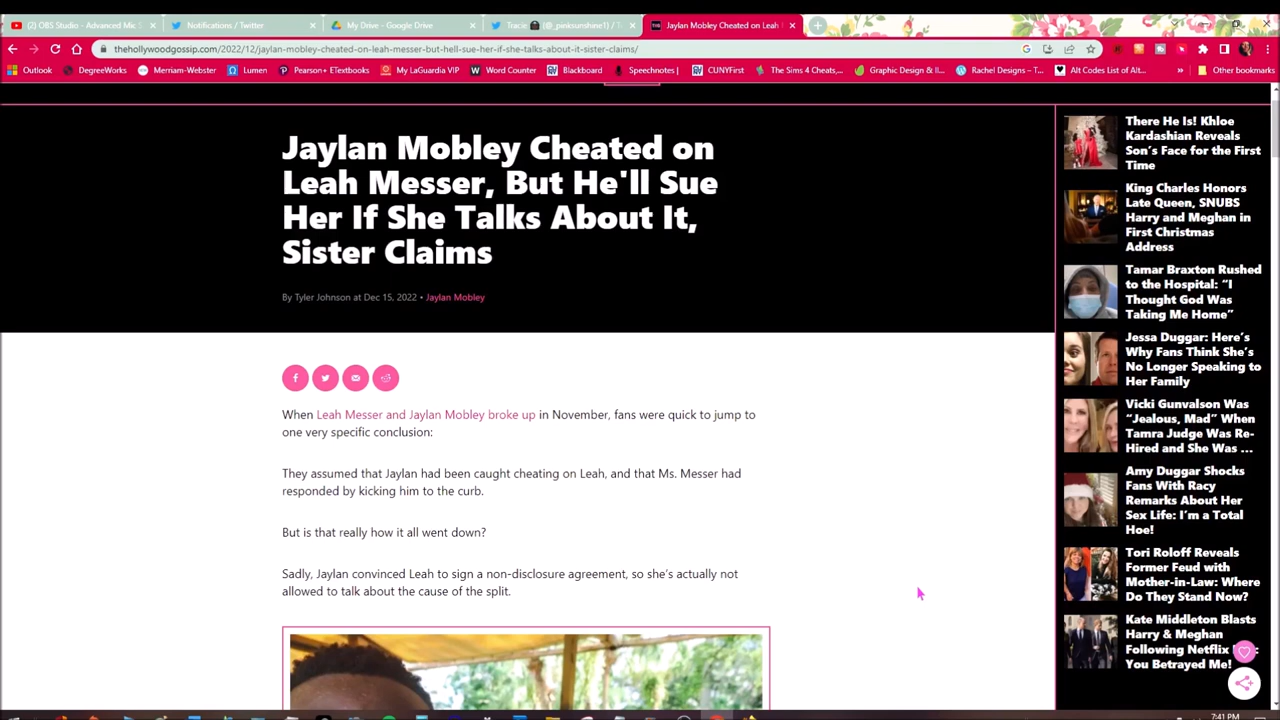 OBS Studio - Advanced Mic
Notifications / Twitter
My Drive - Google Drive
Tracie (@_pinksunshine1) / T
Jaylan Mobley Cheated on Leah
thehollywoodgossip.com/2022/12/jaylan-mobley-cheated-on-leah-messer-but-hell-sue-her-if-she-talks-about-it-sister-claims/
Outlook
DegreeWorks
Merriam-Webster
Lumen
Pearson+ ETextbooks
My LaGuardia VIP
Word Counter
Blackboard
Speechnotes |
CUNYFirst
The Sims 4 Cheats,...
Graphic Design & Il...
Rachel Designs – T...
Alt Codes List of Alt...
»
Other bookmarks
Jaylan Mobley Cheated on
Leah Messer, But He'll Sue
Her If She Talks About It,
Sister Claims
By Tyler Johnson at Dec 15, 2022 • Jaylan Mobley
When Leah Messer and Jaylan Mobley broke up in November, fans were quick to jump to
one very specific conclusion:
They assumed that Jaylan had been caught cheating on Leah, and that Ms. Messer had
responded by kicking him to the curb.
But is that really how it all went down?
Sadly, Jaylan convinced Leah to sign a non-disclosure agreement, so she's actually not
allowed to talk about the cause of the split.
There He Is! Khloe
Kardashian Reveals
Son's Face for the First
Time
King Charles Honors
Late Queen, SNUBS
Harry and Meghan in
First Christmas
Address
Tamar Braxton Rushed
to the Hospital: "I
Thought God Was
Taking Me Home"
Jessa Duggar: Here's
Why Fans Think She's
No Longer Speaking to
Her Family
Vicki Gunvalson Was
"Jealous, Mad" When
Tamra Judge Was Re-
Hired and She Was ...
Amy Duggar Shocks
Fans With Racy
Remarks About Her
Sex Life: I'm a Total
Hoe!
Tori Roloff Reveals
Former Feud with
Mother-in-Law: Where
Do They Stand Now?
Kate Middleton Blasts
Harry & Meghan
Following Netflix
You Betrayed Me!
7:41 PM